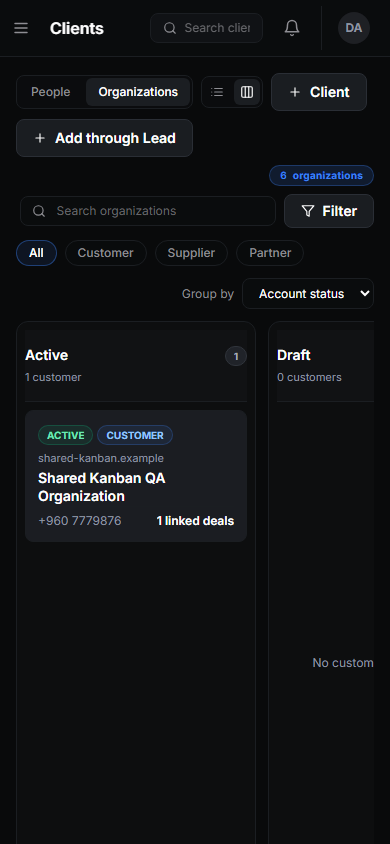 Clients
Search clien
DA
People
Organizations
Client
Add through Lead
6 organizations
Search organizations
Filter
All
Customer
Supplier
Partner
Group by
Account status
Active
1
1 customer
ACTIVE
CUSTOMER
shared-kanban.example
Shared Kanban QA
Organization
+960 7779876
1 linked deals
Draft
0 customers
No custom